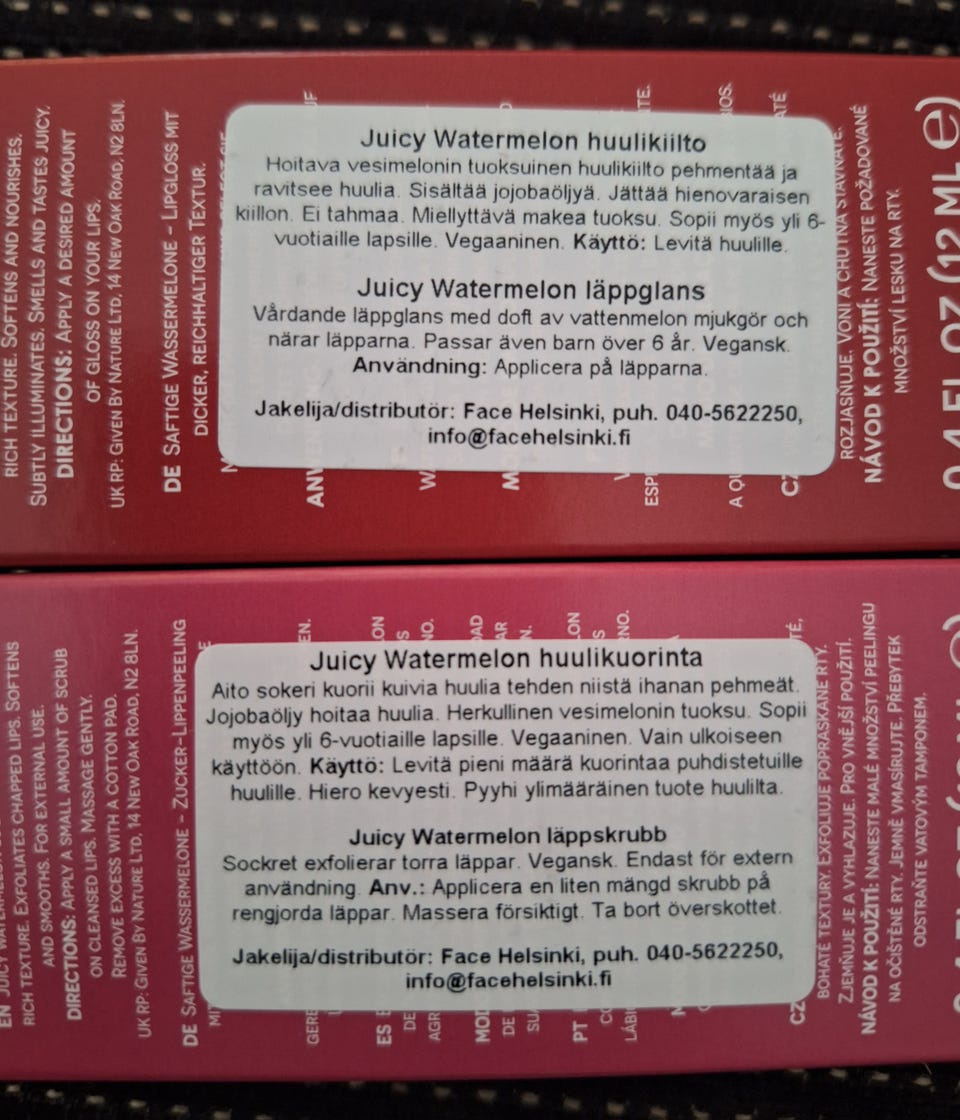 RICH TEXTURE. SOFTENS AND NOURISHES.
SUBTLY ILLUMINATES. SMELLS AND TASTES JUICY.
DIRECTIONS: APPLY A DESIRED AMOUNT
OF GLOSS ON YOUR LIPS.
UK RP: GIVEN BY NATURE LTD, 14 NEW OAK ROAD, N2 8LN.
DE SAFTIGE WASSERMELONE - LIPGLOSS MIT
DICKER, REICHHALTIGER TEXTUR.
Juicy Watermelon huulikiilto
Hoitava vesimelonin tuoksuinen huulikiilto pehmentää ja
ravitsee huulia. Sisältää jojobaöljyä. Jättää hienovaraisen
kiillon. Ei tahmaa. Miellyttävä makea tuoksu. Sopii myös yli 6-
vuotiaille lapsille. Vegaaninen. Käyttö: Levitä huulille.
Juicy Watermelon läppglans
Vårdande läppglans med doft av vattenmelon mjukgör och
närar läpparna. Passar även barn över 6 år. Vegansk.
Användning: Applicera på läpparna.
Jakelija/distributör: Face Helsinki, puh. 040-5622250,
info@facehelsinki.fi
ESP
CZ
ROZJASŇUJE. VONÍ A CHUTNÁ ŠŤAVNATĚ.
NÁVOD K POUŽITÍ: NANESTE POŽADOVANÉ
MNOŽSTVÍ LESKU NA RTY.
0.4 FL OZ (12 ML e)
RICH TEXTURE. EXFOLIATES CHAPPED LIPS. SOFTENS
AND SMOOTHS. FOR EXTERNAL USE.
DIRECTIONS: APPLY A SMALL AMOUNT OF SCRUB
ON CLEANSED LIPS. MASSAGE GENTLY.
REMOVE EXCESS WITH A COTTON PAD.
UK RP: GIVEN BY NATURE LTD, 14 NEW OAK ROAD, N2 8LN.
DE SAFTIGE WASSERMELONE - ZUCKER-LIPPENPEELING
MIT
Juicy Watermelon huulikuorinta
Aito sokeri kuorii kuivia huulia tehden niistä ihanan pehmeät.
Jojobaöljy hoitaa huulia. Herkullinen vesimelonin tuoksu. Sopii
myös yli 6-vuotiaille lapsille. Vegaaninen. Vain ulkoiseen
käyttöön. Käyttö: Levitä pieni määrä kuorintaa puhdistetuille
huulille. Hiero kevyesti. Pyyhi ylimääräinen tuote huulilta.
Juicy Watermelon läppskrubb
Sockret exfolierar torra läppar. Vegansk. Endast för extern
användning. Anv.: Applicera en liten mängd skrubb på
rengjorda läppar. Massera försiktigt. Ta bort överskottet.
Jakelija/distributör: Face Helsinki, puh. 040-5622250,
info@facehelsinki.fi
ES
PT
CZ
BOHATÉ TEXTURY. EXFOLIUJE POPRASKANÉ RTY.
ZJEMŇUJE JE A VYHLAZUJE. PRO VNĚJŠÍ POUŽITÍ.
NÁVOD K POUŽITÍ: NANESTE MALÉ MNOŽSTVÍ PEELINGU
NA OČIŠTĚNÉ RTY. JEMNĚ VMASÍRUJTE. PŘEBYTEK
ODSTRAŇTE VATOVÝM TAMPONEM.